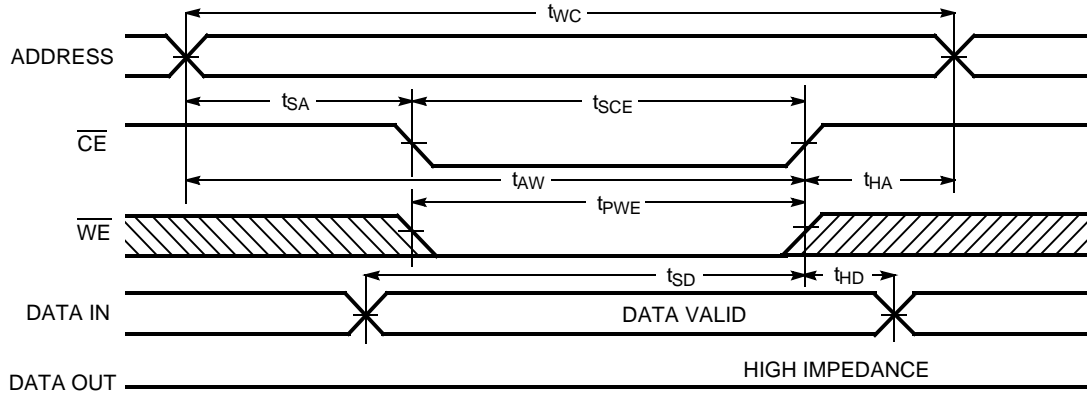 tWC
ADDRESS
tSA
tSCE
CE
tAW
tHA
tPWE
WE
tSD
tHD
DATA IN
DATA VALID
HIGH IMPEDANCE
DATA OUT